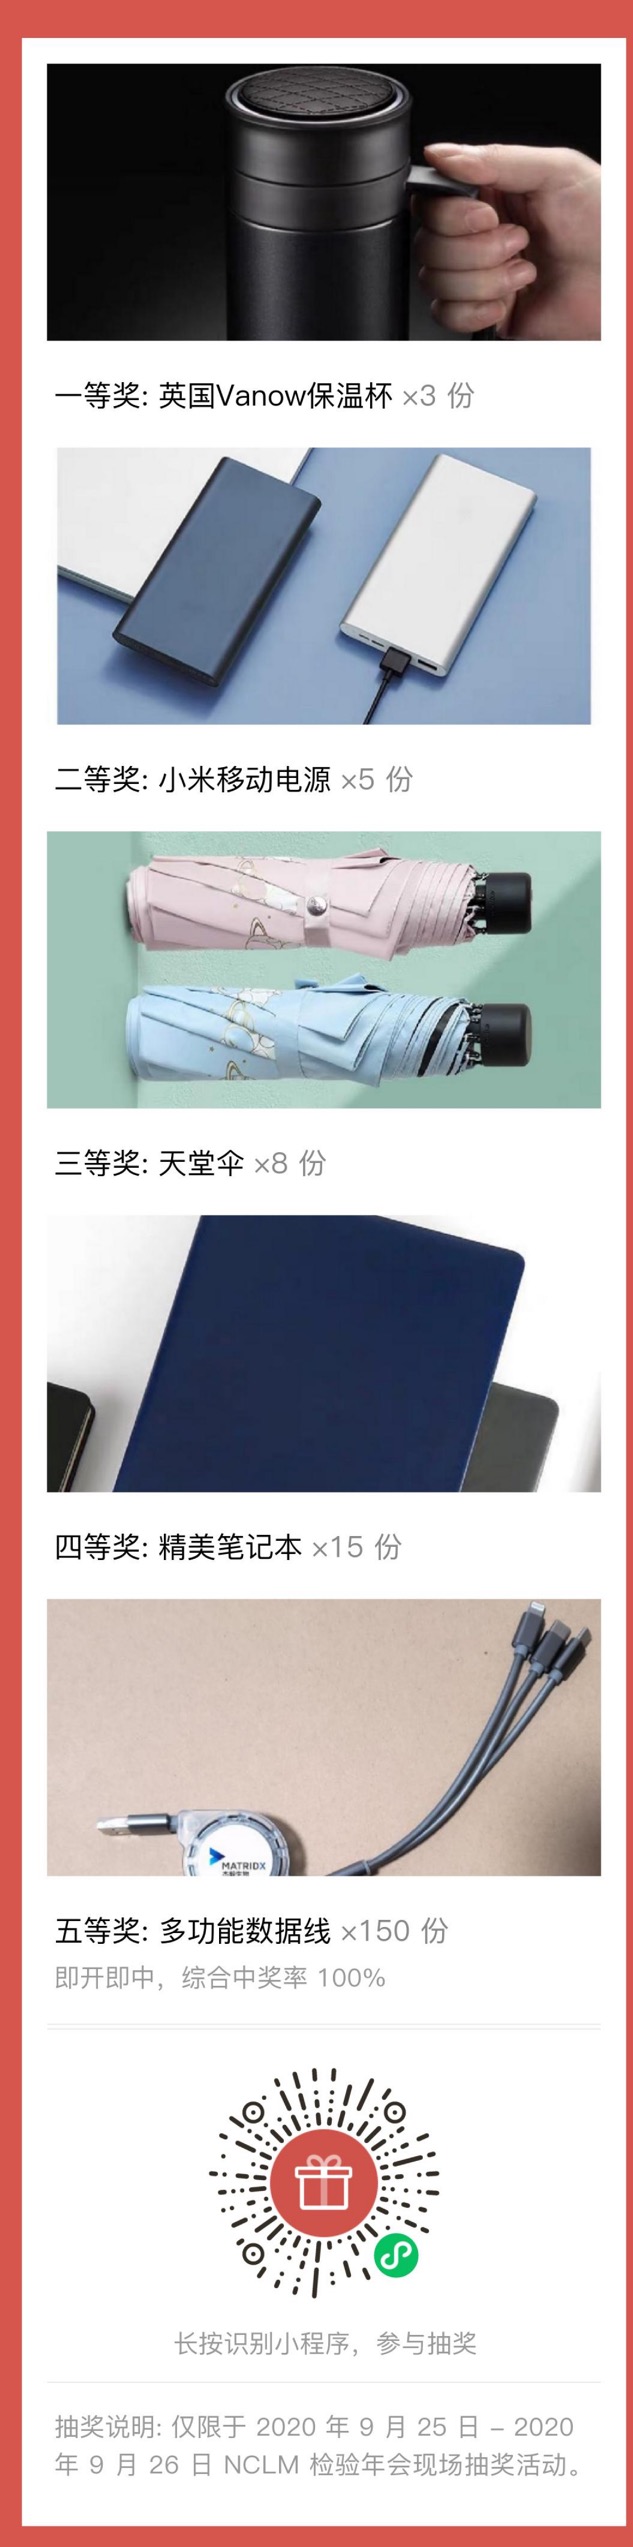 一等奖: 英国Vanow保温杯 ×3 份
二等奖: 小米移动电源 ×5 份
三等奖: 天堂伞 ×8 份
四等奖: 精美笔记本 ×15 份
MATRIDX
五等奖: 多功能数据线 ×150 份
即开即中，综合中奖率 100%
长按识别小程序，参与抽奖
抽奖说明: 仅限于 2020 年 9 月 25 日 – 2020
年 9 月 26 日 NCLM 检验年会现场抽奖活动。